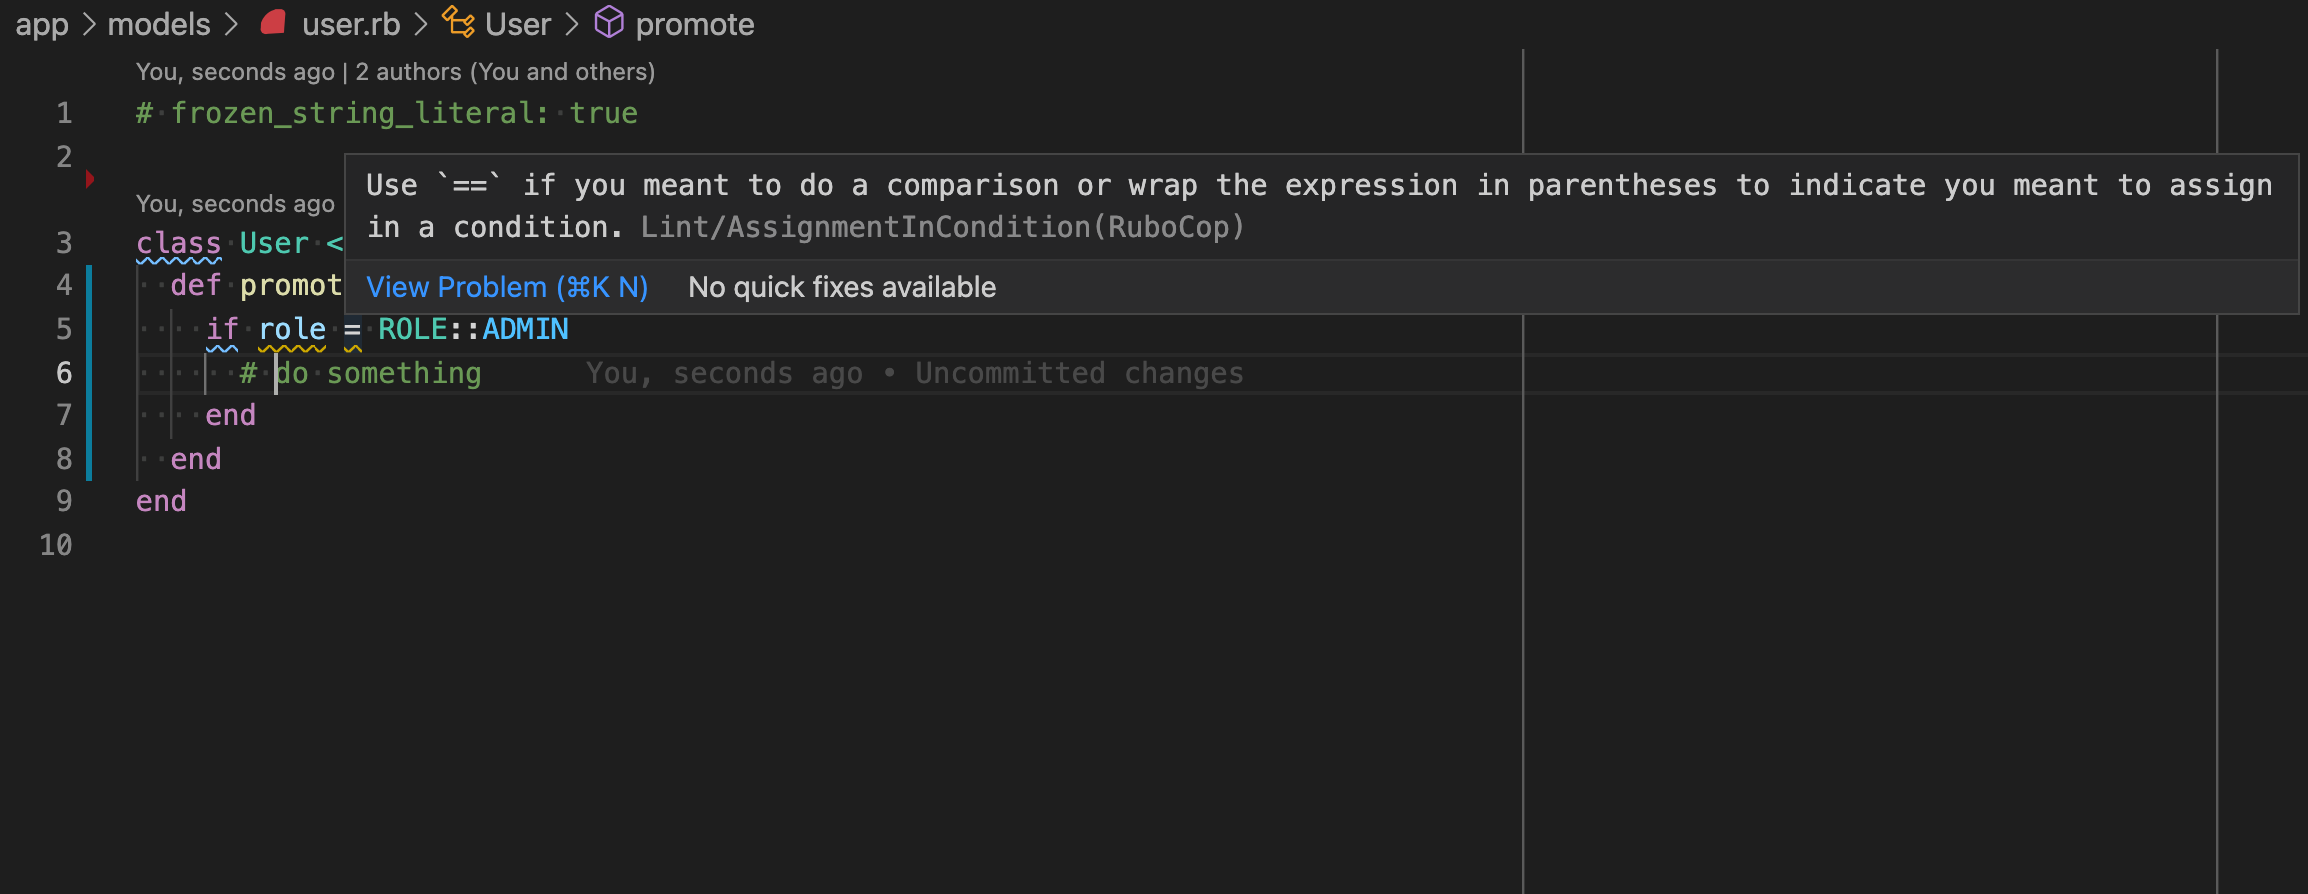 app > models > user.rb > User > promote
You, seconds ago | 2 authors (You and others)
1 # frozen_string_literal: true
2
Use `==` if you meant to do a comparison or wrap the expression in parentheses to indicate you meant to assign
in a condition. Lint/AssignmentInCondition(RuboCop)
View Problem (⌘K N) No quick fixes available
You, seconds ago
3 class User <
4 def promot
5 if role = ROLE::ADMIN
6 # do something You, seconds ago • Uncommitted changes
7 end
8 end
9 end
10